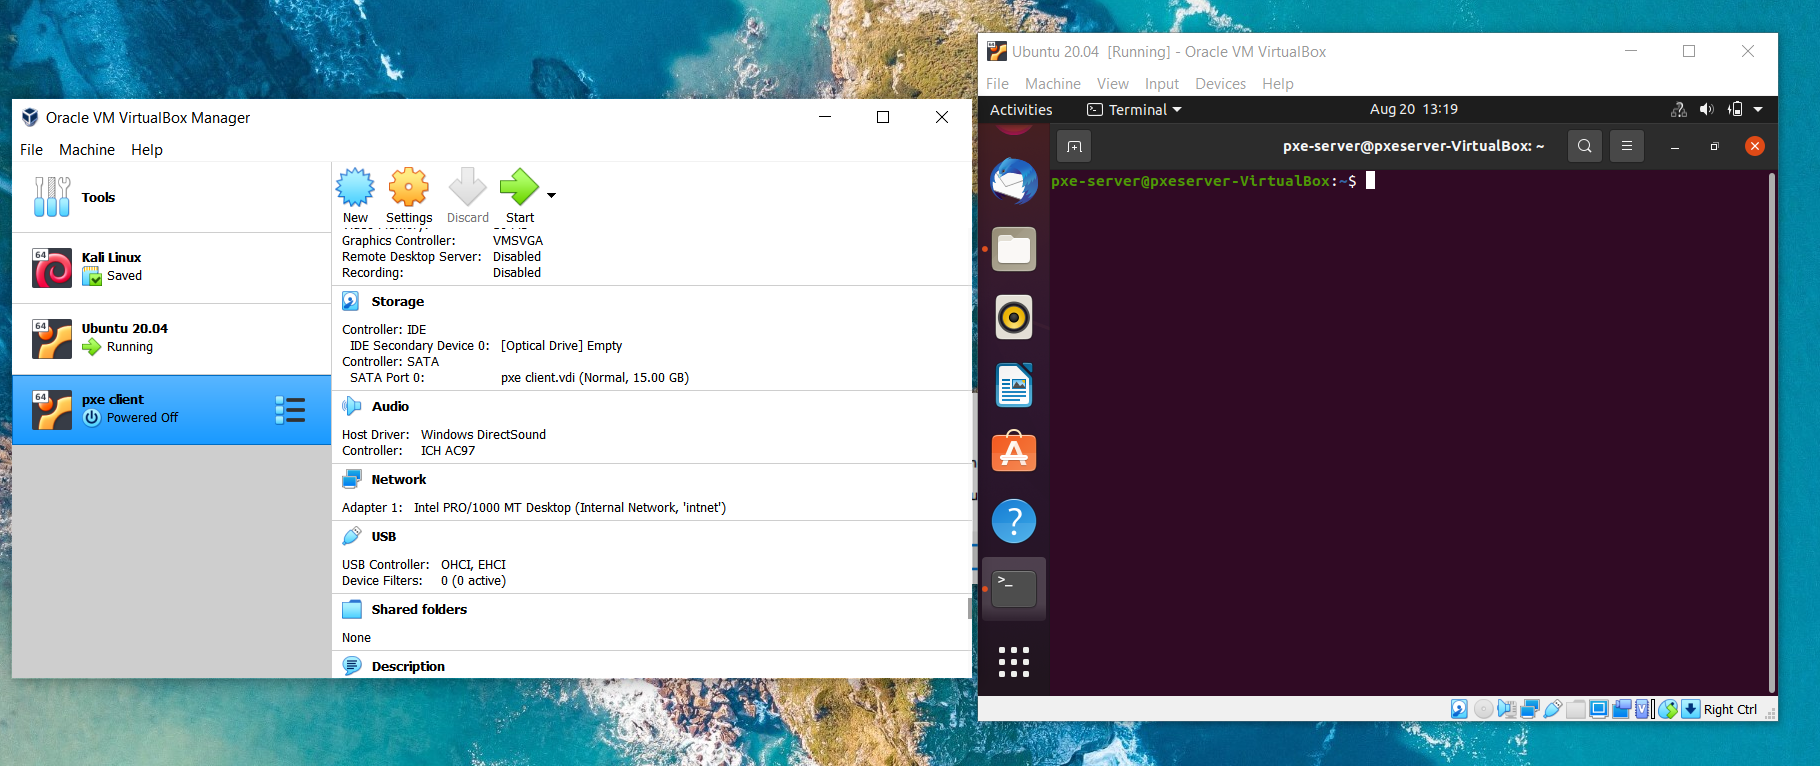 Oracle VM VirtualBox Manager
File Machine Help
Tools
64
Kali Linux
Saved
64
Ubuntu 20.04
Running
64
pxe client
Powered Off
New Settings Discard Start
Graphics Controller: VMSVGA
Remote Desktop Server: Disabled
Recording: Disabled
Storage
Controller: IDE
IDE Secondary Device 0: [Optical Drive] Empty
Controller: SATA
SATA Port 0: pxe client.vdi (Normal, 15.00 GB)
Audio
Host Driver: Windows DirectSound
Controller: ICH AC97
Network
Adapter 1: Intel PRO/1000 MT Desktop (Internal Network, 'intnet')
USB
USB Controller: OHCI, EHCI
Device Filters: 0 (0 active)
Shared folders
None
Description
Ubuntu 20.04 [Running] - Oracle VM VirtualBox
File Machine View Input Devices Help
Activities Terminal Aug 20 13:19
pxe-server@pxeserver-VirtualBox: ~
pxe-server@pxeserver-VirtualBox:~$
Right Ctrl